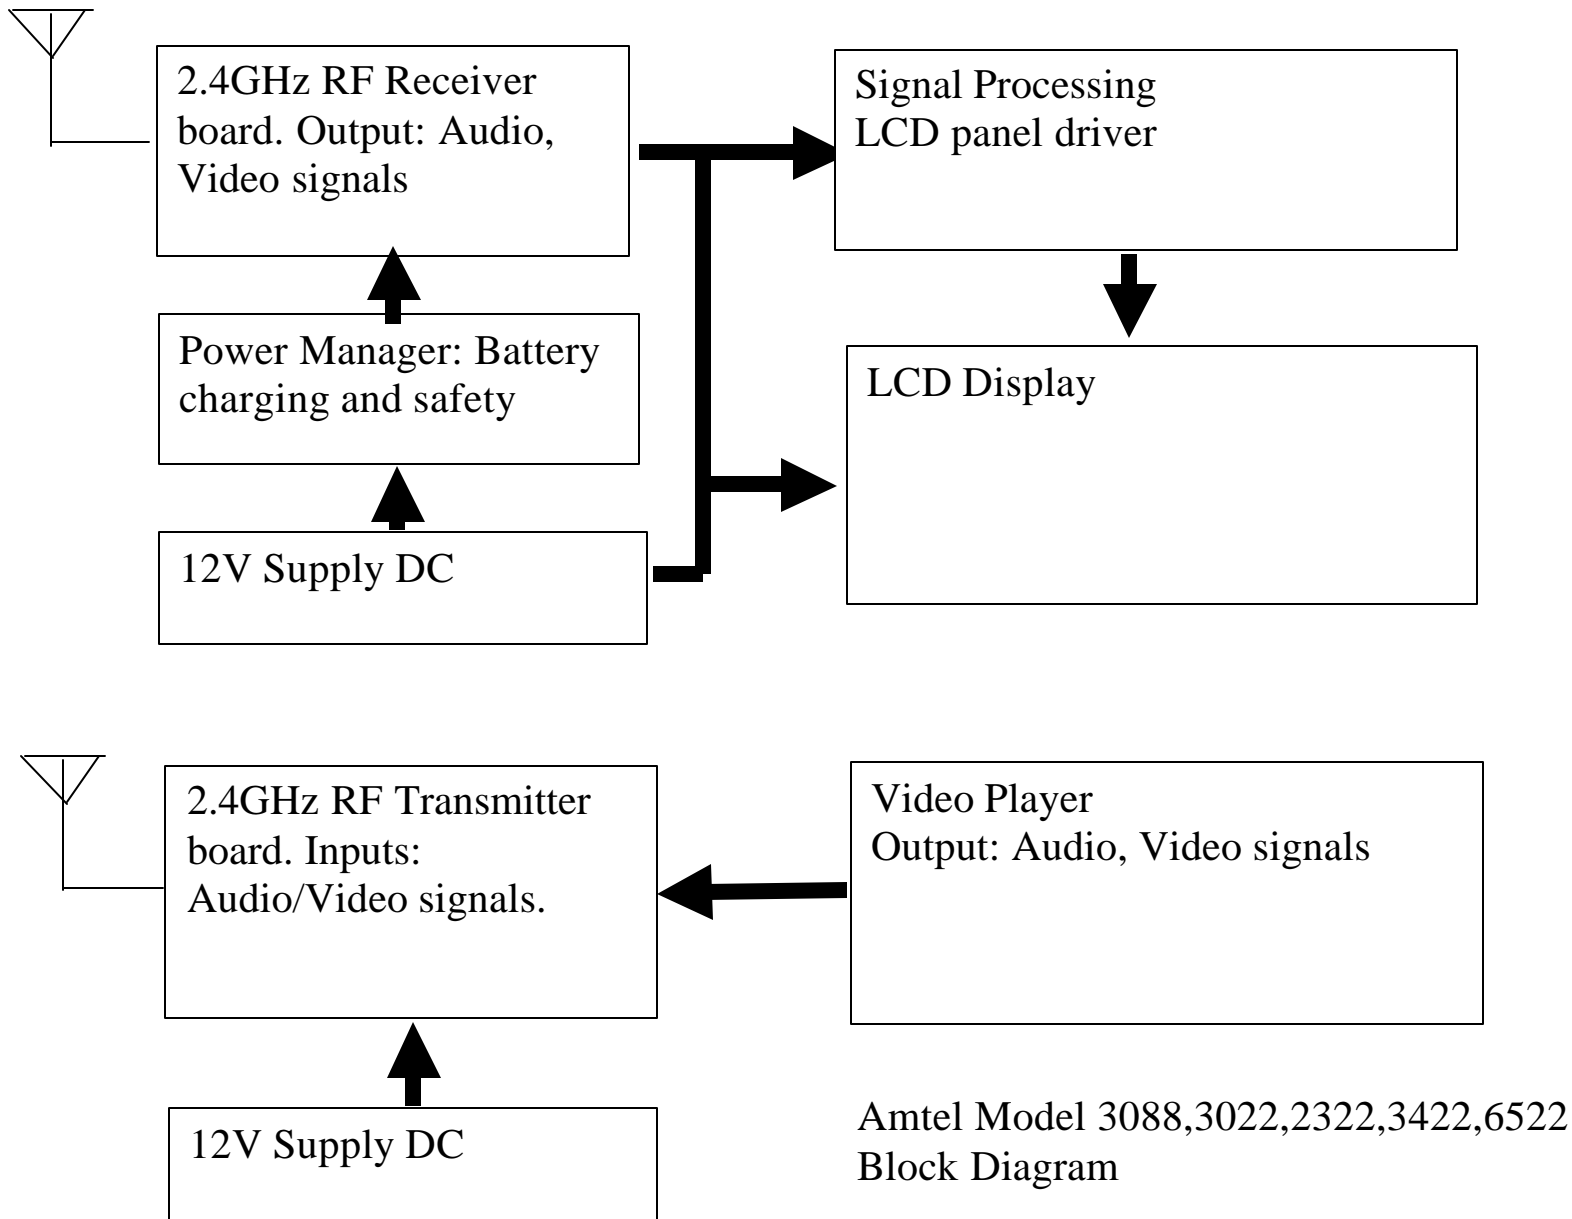 2.4GHz RF Receiver
board. Output: Audio,
Video signals
Signal Processing
LCD panel driver
Power Manager: Battery
charging and safety
LCD Display
12V Supply DC
2.4GHz RF Transmitter
board. Inputs:
Audio/Video signals.
Video Player
Output: Audio, Video signals
12V Supply DC
Amtel Model 3088,3022,2322,3422,6522
Block Diagram